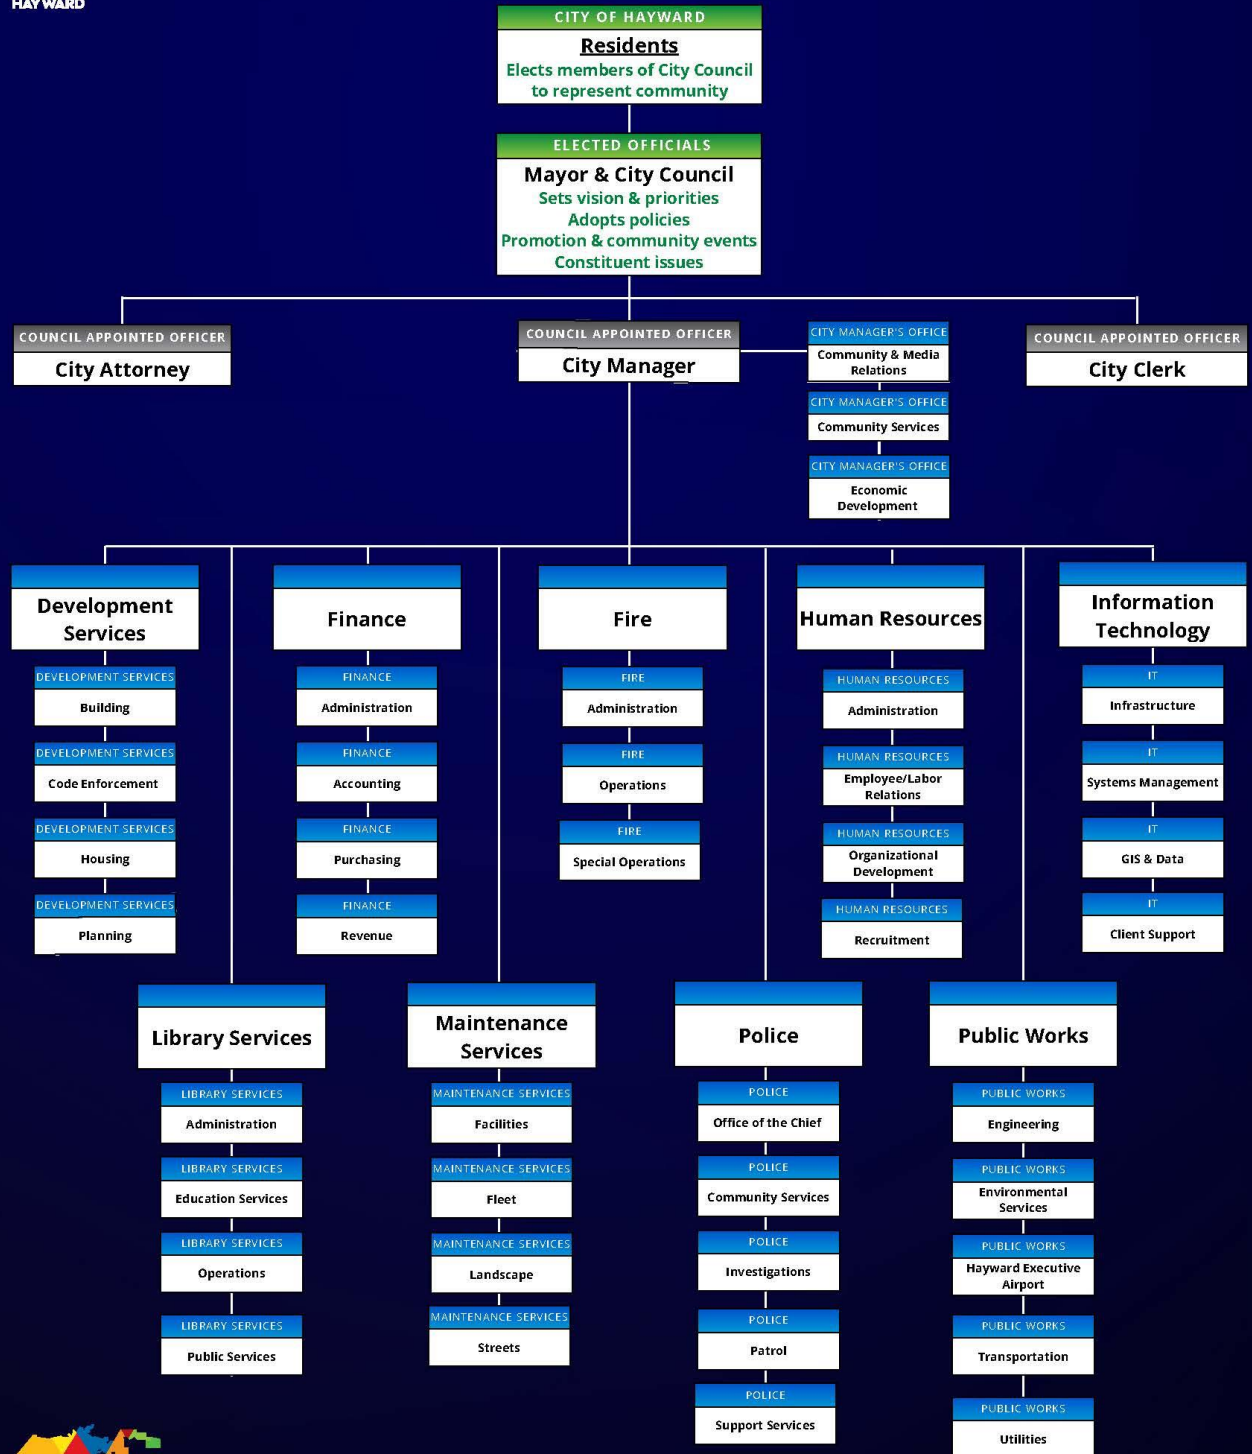 HAYWARD
CITY OF HAYWARD
Residents
Elects members of City Council
to represent community
ELECTED OFFICIALS
Mayor & City Council
Sets vision & priorities
Adopts policies
Promotion & community events
Constituent issues
COUNCIL APPOINTED OFFICER
City Attorney
COUNCIL APPOINTED OFFICER
City Manager
CITY MANAGER'S OFFICE
Community & Media
Relations
CITY MANAGER'S OFFICE
Community Services
CITY MANAGER'S OFFICE
Economic
Development
COUNCIL APPOINTED OFFICER
City Clerk
Development
Services
DEVELOPMENT SERVICES
Building
DEVELOPMENT SERVICES
Code Enforcement
DEVELOPMENT SERVICES
Housing
DEVELOPMENT SERVICES
Planning
Finance
FINANCE
Administration
FINANCE
Accounting
FINANCE
Purchasing
FINANCE
Revenue
Fire
FIRE
Administration
FIRE
Operations
FIRE
Special Operations
Human Resources
HUMAN RESOURCES
Administration
HUMAN RESOURCES
Employee/Labor
Relations
HUMAN RESOURCES
Organizational
Development
HUMAN RESOURCES
Recruitment
Information
Technology
IT
Infrastructure
IT
Systems Management
IT
GIS & Data
IT
Client Support
Library Services
LIBRARY SERVICES
Administration
LIBRARY SERVICES
Education Services
LIBRARY SERVICES
Operations
LIBRARY SERVICES
Public Services
Maintenance
Services
MAINTENANCE SERVICES
Facilities
MAINTENANCE SERVICES
Fleet
MAINTENANCE SERVICES
Landscape
MAINTENANCE SERVICES
Streets
Police
POLICE
Office of the Chief
POLICE
Community Services
POLICE
Investigations
POLICE
Patrol
POLICE
Support Services
Public Works
PUBLIC WORKS
Engineering
PUBLIC WORKS
Environmental
Services
PUBLIC WORKS
Hayward Executive
Airport
PUBLIC WORKS
Transportation
PUBLIC WORKS
Utilities